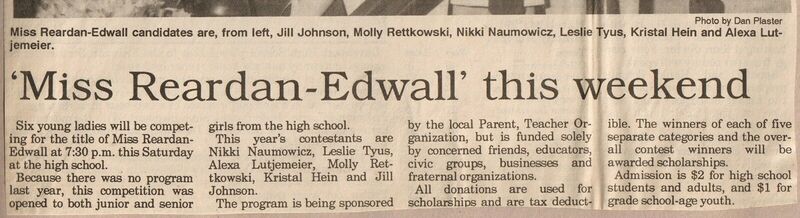 Photo by Dan Plaster
Miss Reardan-Edwall candidates are, from left, Jill Johnson, Molly Rettkowski, Nikki Naumowicz, Leslie Tyus, Kristal Hein and Alexa Lut-
jemeier.
‘Miss Reardan-Edwall’ this weekend
Six young ladies will be compet-
ing for the title of Miss Reardan-
Edwall at 7:30 p.m. this Saturday
at the high school.
Because there was no program
last year, this competition was
opened to both junior and senior
girls from the high school.
This year's contestants are
Nikki Naumowicz, Leslie Tyus,
Alexa Lutjemeier, Molly Ret-
tkowski, Kristal Hein and Jill
Johnson.
The program is being sponsored
by the local Parent, Teacher Or-
ganization, but is funded solely
by concerned friends, educators,
civic groups, businesses and
fraternal organizations.
All donations are used for
scholarships and are tax deduct-
ible. The winners of each of five
separate categories and the over-
all contest winners will be
awarded scholarships.
Admission is $2 for high school
students and adults, and $1 for
grade school-age youth.